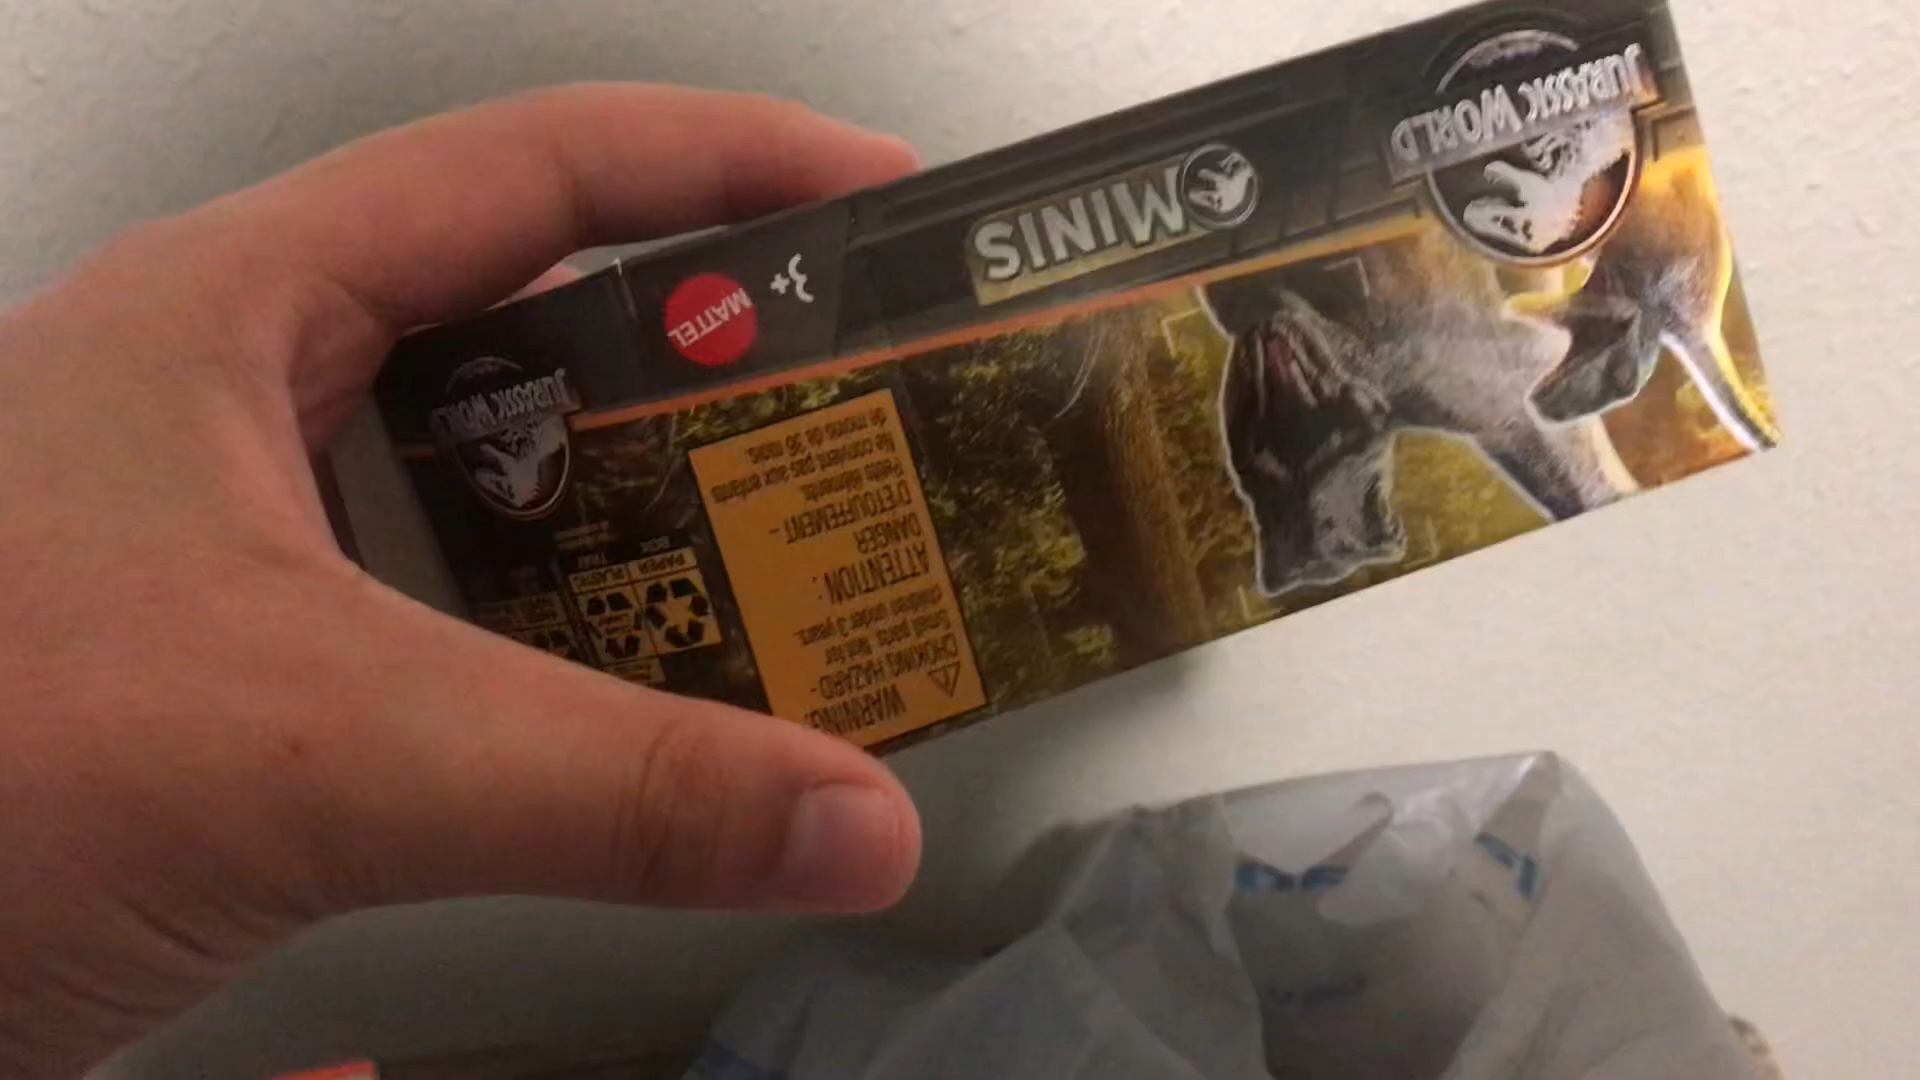 JURASSIC WORLD
MINIS
3+
MATTEL
JURASSIC WORLD
WARNING:
CHOKING HAZARD -
Small parts. Not for
children under 3 years.
ATTENTION :
DANGER
D'ÉTOUFFEMENT -
Petits éléments.
Ne convient pas aux enfants
de moins de 36 mois.
PAPER
BOX
PLASTIC
TRAY